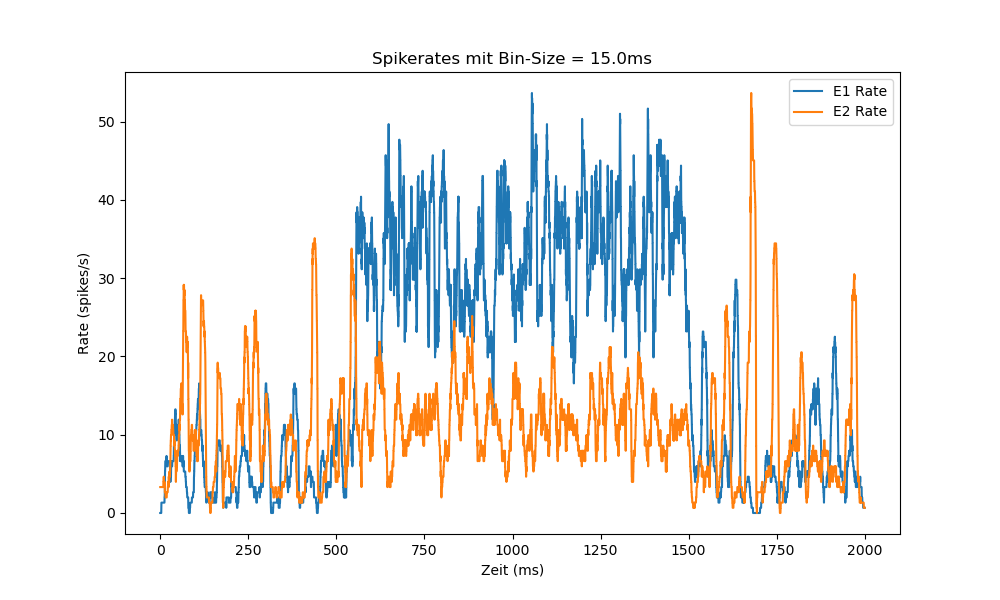 Spikerates mit Bin-Size = 15.0ms
E1 Rate
E2 Rate
Rate (spikes/s)
50
40
30
20
10
0
0 250 500 750 1000 1250 1500 1750 2000
Zeit (ms)